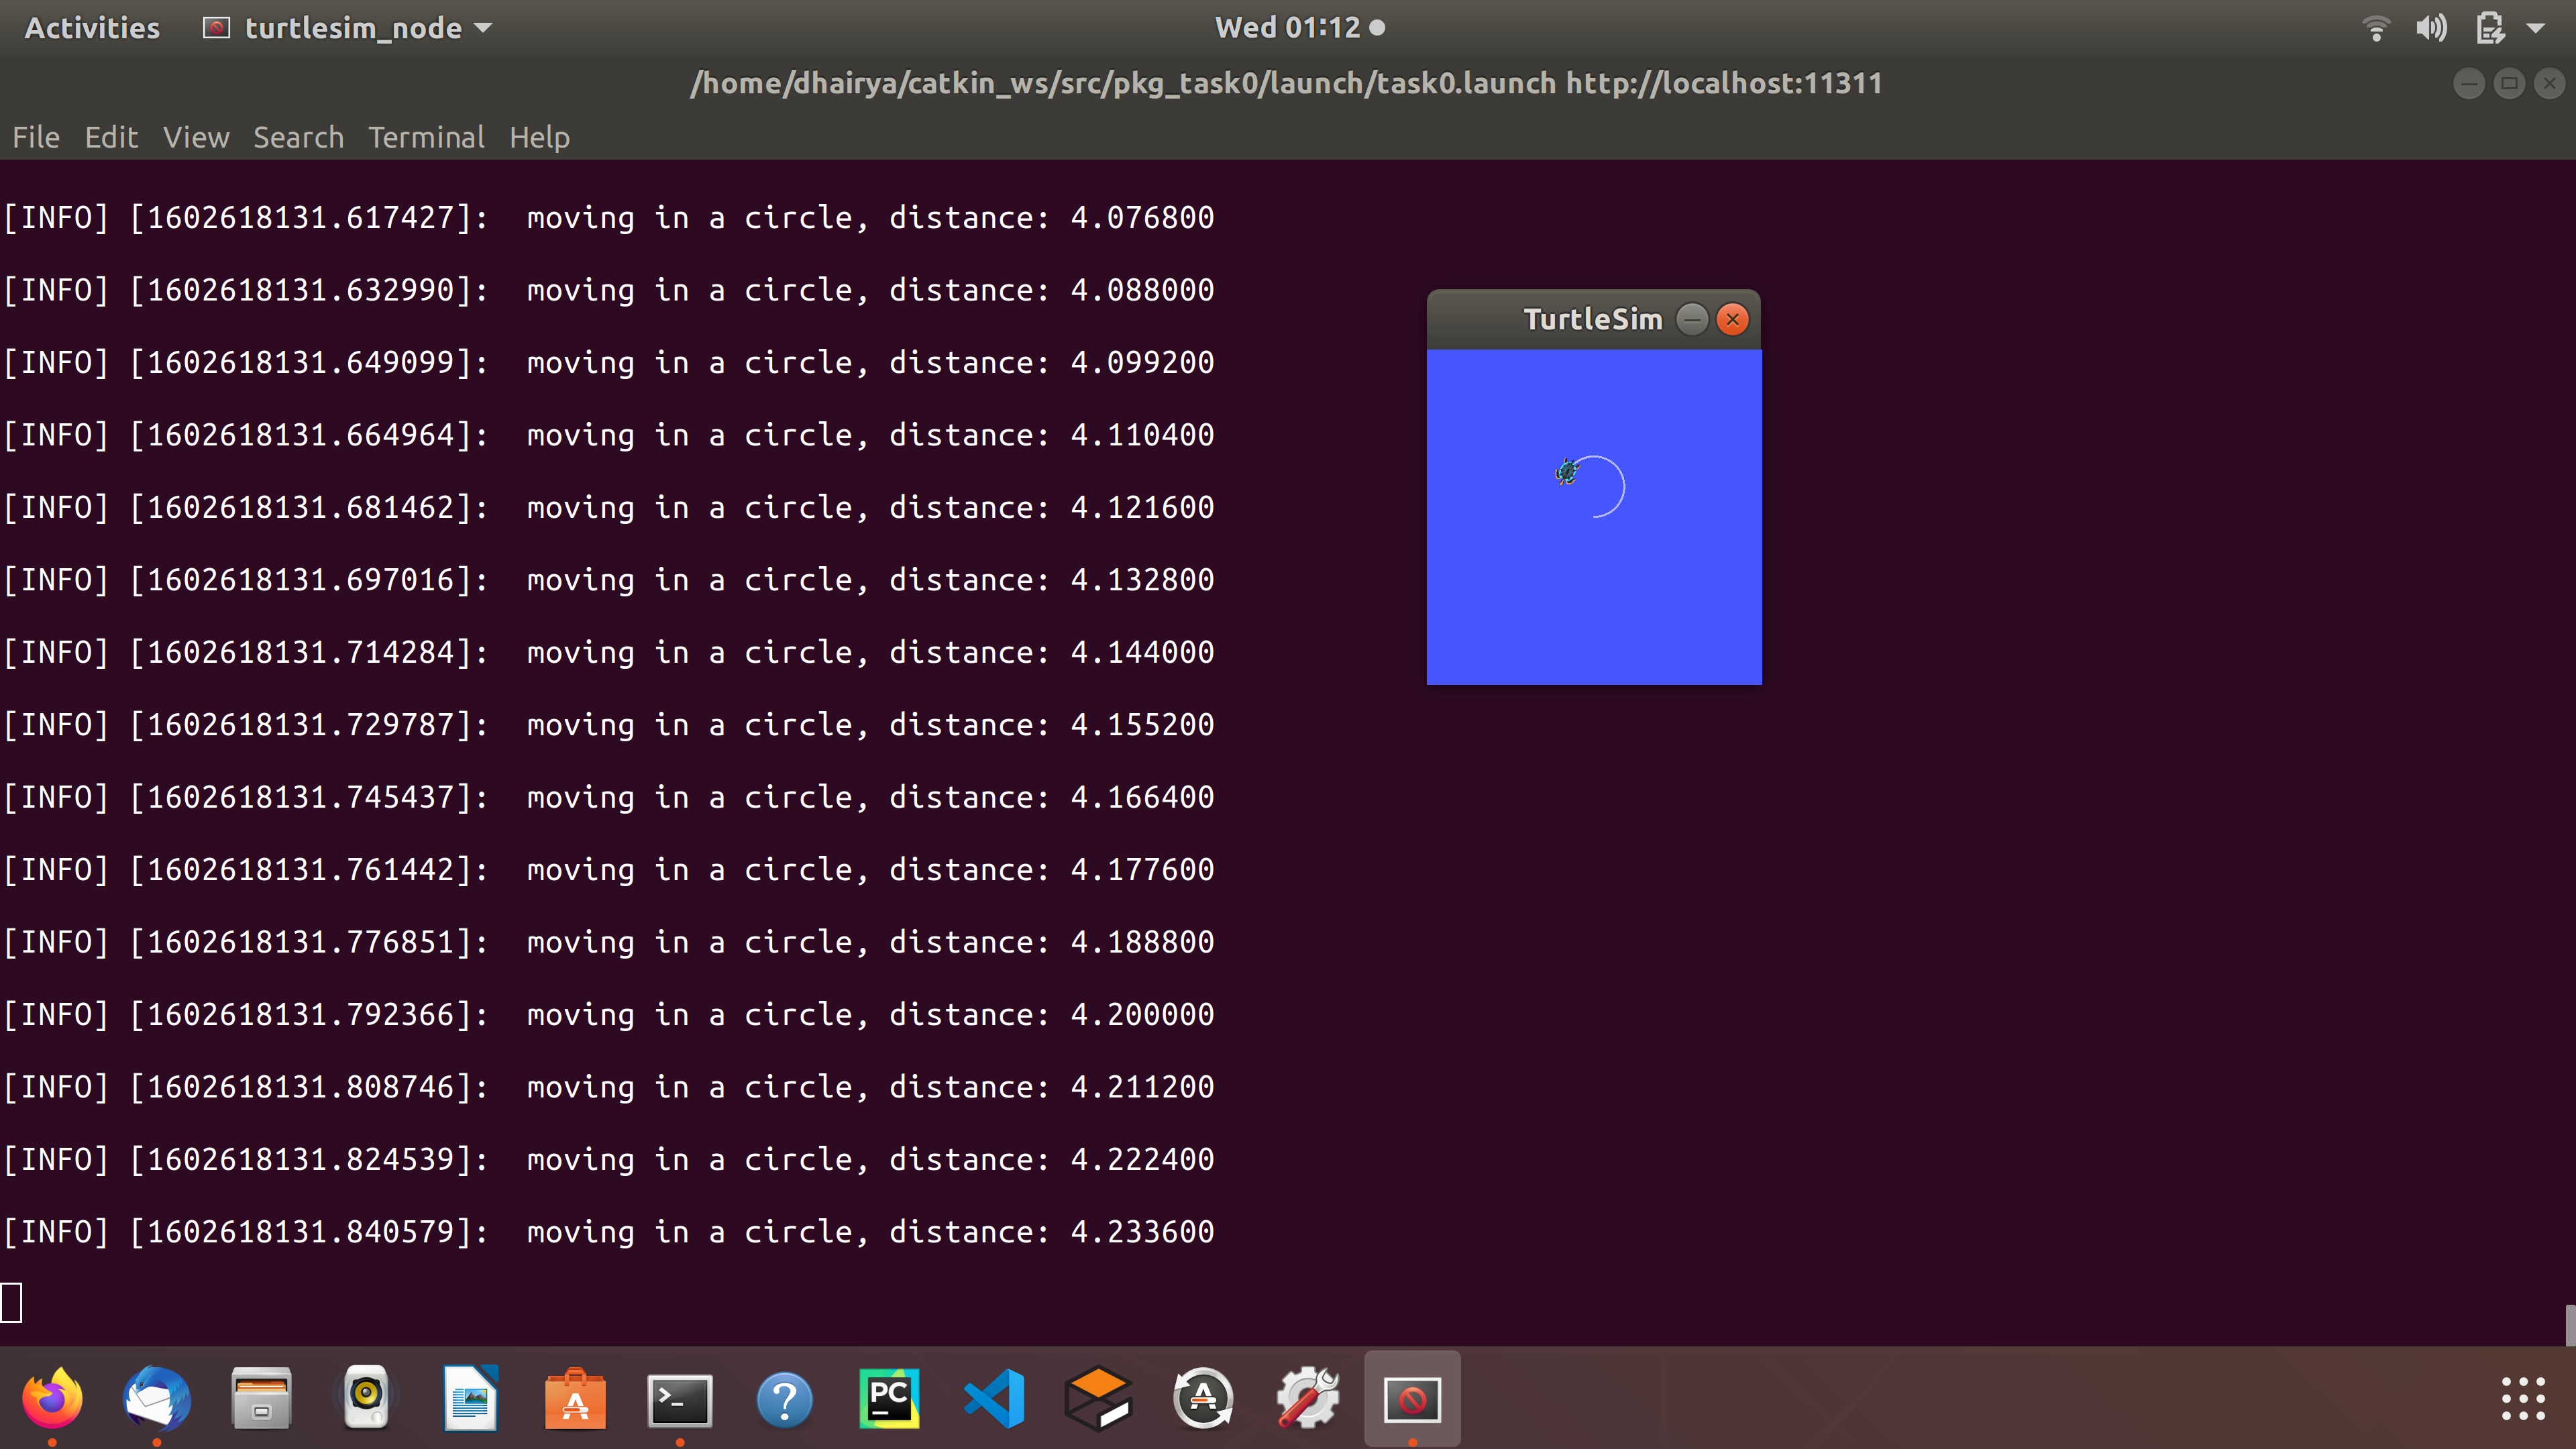 Activities turtlesim_node Wed 01:12
/home/dhairya/catkin_ws/src/pkg_task0/launch/task0.launch http://localhost:11311
File Edit View Search Terminal Help
[INFO] [1602618131.617427]:  moving in a circle, distance: 4.076800
[INFO] [1602618131.632990]:  moving in a circle, distance: 4.088000
[INFO] [1602618131.649099]:  moving in a circle, distance: 4.099200
[INFO] [1602618131.664964]:  moving in a circle, distance: 4.110400
[INFO] [1602618131.681462]:  moving in a circle, distance: 4.121600
[INFO] [1602618131.697016]:  moving in a circle, distance: 4.132800
[INFO] [1602618131.714284]:  moving in a circle, distance: 4.144000
[INFO] [1602618131.729787]:  moving in a circle, distance: 4.155200
[INFO] [1602618131.745437]:  moving in a circle, distance: 4.166400
[INFO] [1602618131.761442]:  moving in a circle, distance: 4.177600
[INFO] [1602618131.776851]:  moving in a circle, distance: 4.188800
[INFO] [1602618131.792366]:  moving in a circle, distance: 4.200000
[INFO] [1602618131.808746]:  moving in a circle, distance: 4.211200
[INFO] [1602618131.824539]:  moving in a circle, distance: 4.222400
[INFO] [1602618131.840579]:  moving in a circle, distance: 4.233600
TurtleSim
PC